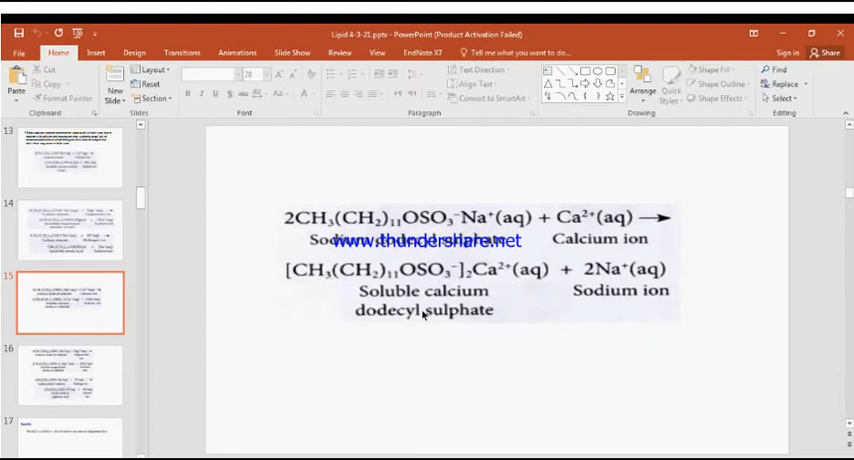 Lipid 4-3-21.pptx - PowerPoint (Product Activation Failed)
File Home Insert Design Transitions Animations Slide Show Review View EndNote X7 Tell me what you want to do... Sign in Share
Paste Cut Copy Format Painter
New Slide Layout Reset Section
28
Text Direction Align Text Convert to SmartArt
Arrange Quick Styles Shape Fill Shape Outline Shape Effects
Find Replace Select
Clipboard Slides Font Paragraph Drawing Editing
13
14
15
16
17
2CH₃(CH₂)₁₁OSO₃⁻Na⁺(aq) + Ca²⁺(aq) ⟶
Sodium dodecyl sulphate Calcium ion
www.thundershare.net
[CH₃(CH₂)₁₁OSO₃⁻]₂Ca²⁺(aq) + 2Na⁺(aq)
Soluble calcium Sodium ion
dodecyl sulphate